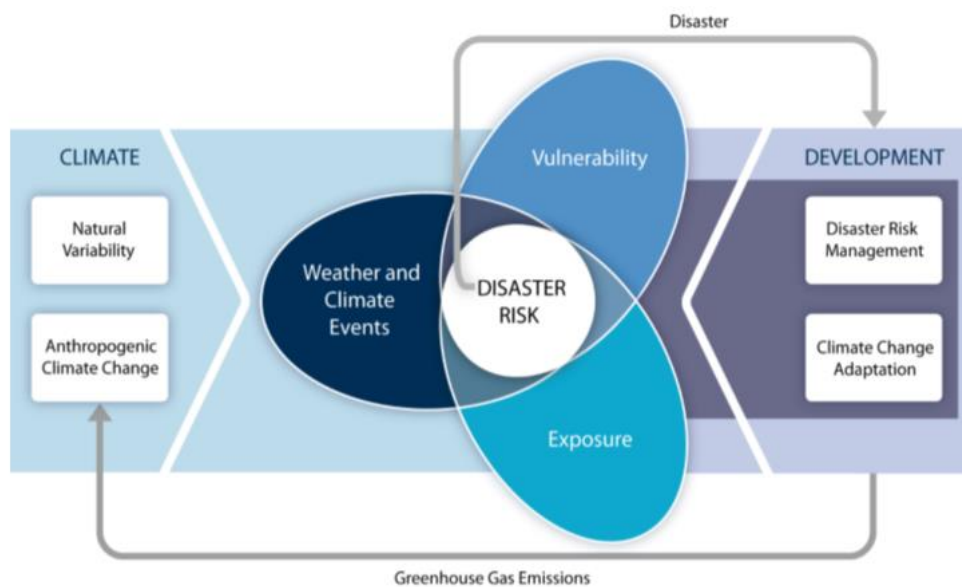 Disaster
CLIMATE
Natural
Variability
Anthropogenic
Climate Change
Vulnerability
Weather and
Climate
Events
DISASTER
RISK
Exposure
DEVELOPMENT
Disaster Risk
Management
Climate Change
Adaptation
Greenhouse Gas Emissions